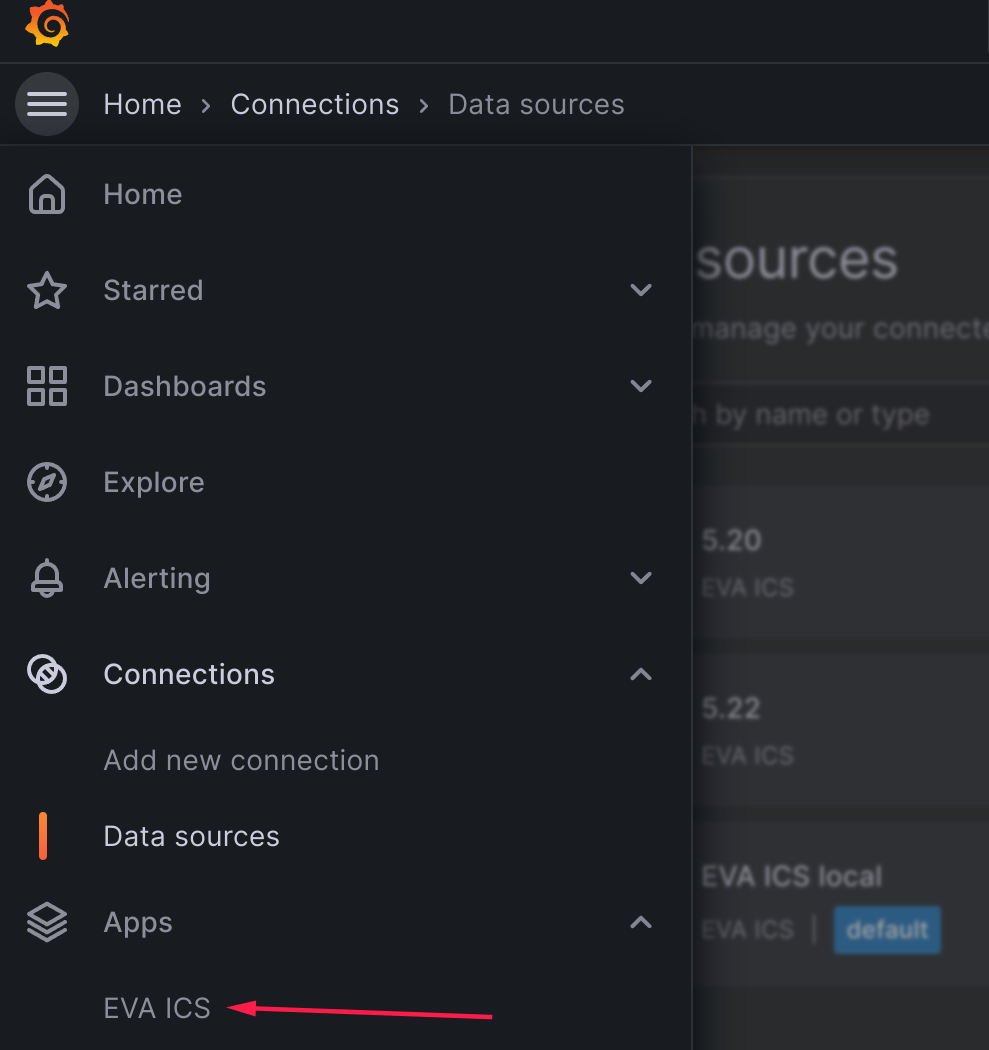 Home > Connections > Data sources
Home
Starred
Dashboards
Explore
Alerting
Connections
Add new connection
Data sources
Apps
EVA ICS
sources
manage your connecte
h by name or type
5.20
EVA ICS
5.22
EVA ICS
EVA ICS local
EVA ICS | default